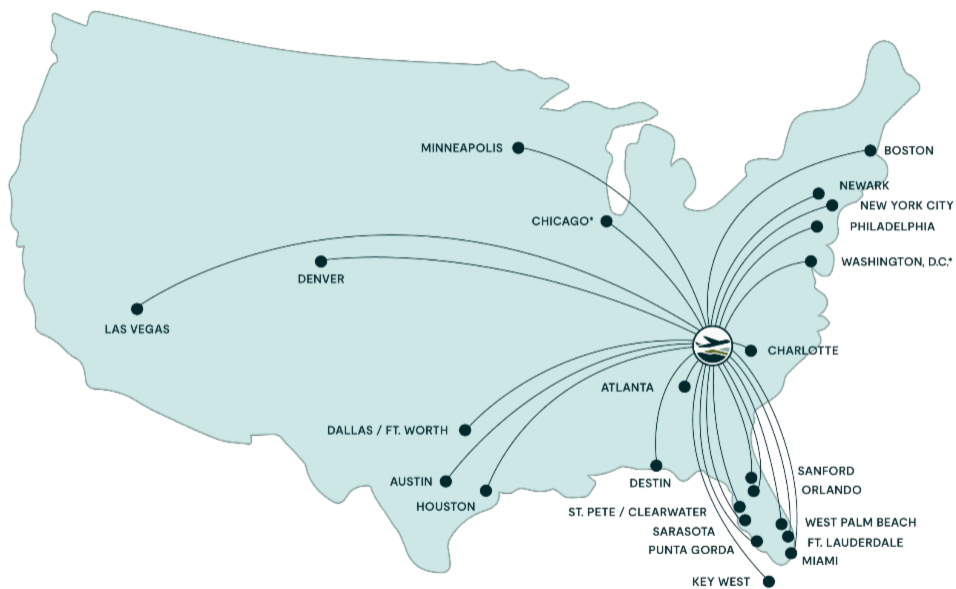 MINNEAPOLIS
BOSTON
NEWARK
NEW YORK CITY
CHICAGO*
PHILADELPHIA
WASHINGTON, D.C.*
DENVER
LAS VEGAS
CHARLOTTE
ATLANTA
DALLAS / FT. WORTH
SANFORD
AUSTIN
DESTIN
ORLANDO
HOUSTON
ST. PETE / CLEARWATER
WEST PALM BEACH
SARASOTA
FT. LAUDERDALE
PUNTA GORDA
MIAMI
KEY WEST